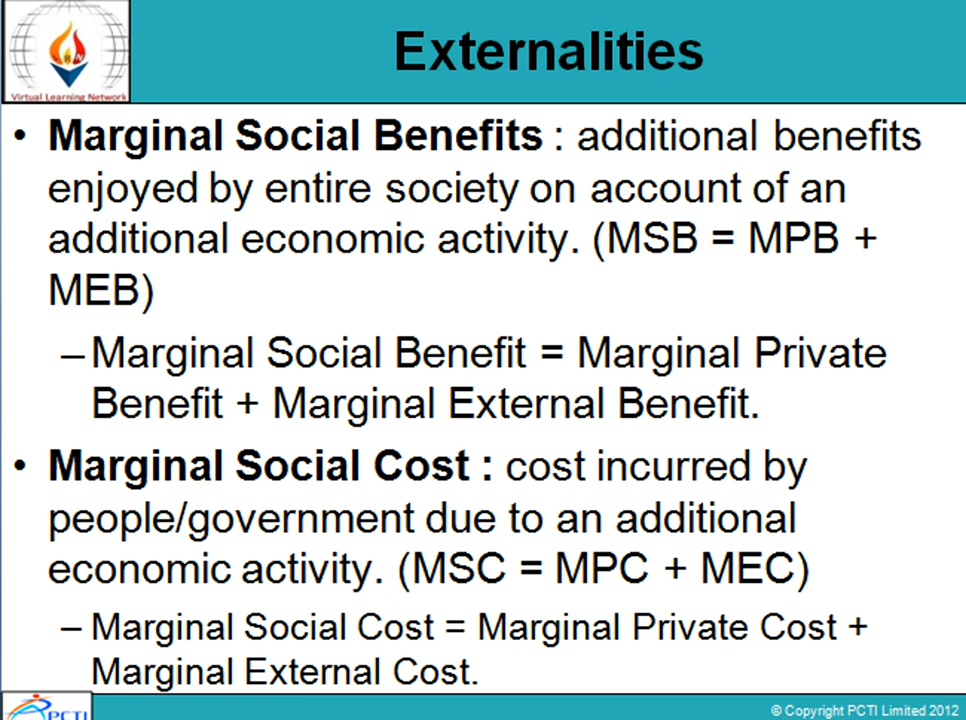 Externalities
Virtual Learning Network
• Marginal Social Benefits : additional benefits
enjoyed by entire society on account of an
additional economic activity. (MSB = MPB +
MEB)
– Marginal Social Benefit = Marginal Private
Benefit + Marginal External Benefit.
• Marginal Social Cost : cost incurred by
people/government due to an additional
economic activity. (MSC = MPC + MEC)
– Marginal Social Cost = Marginal Private Cost +
Marginal External Cost.
PCTI
© Copyright PCTI Limited 2012